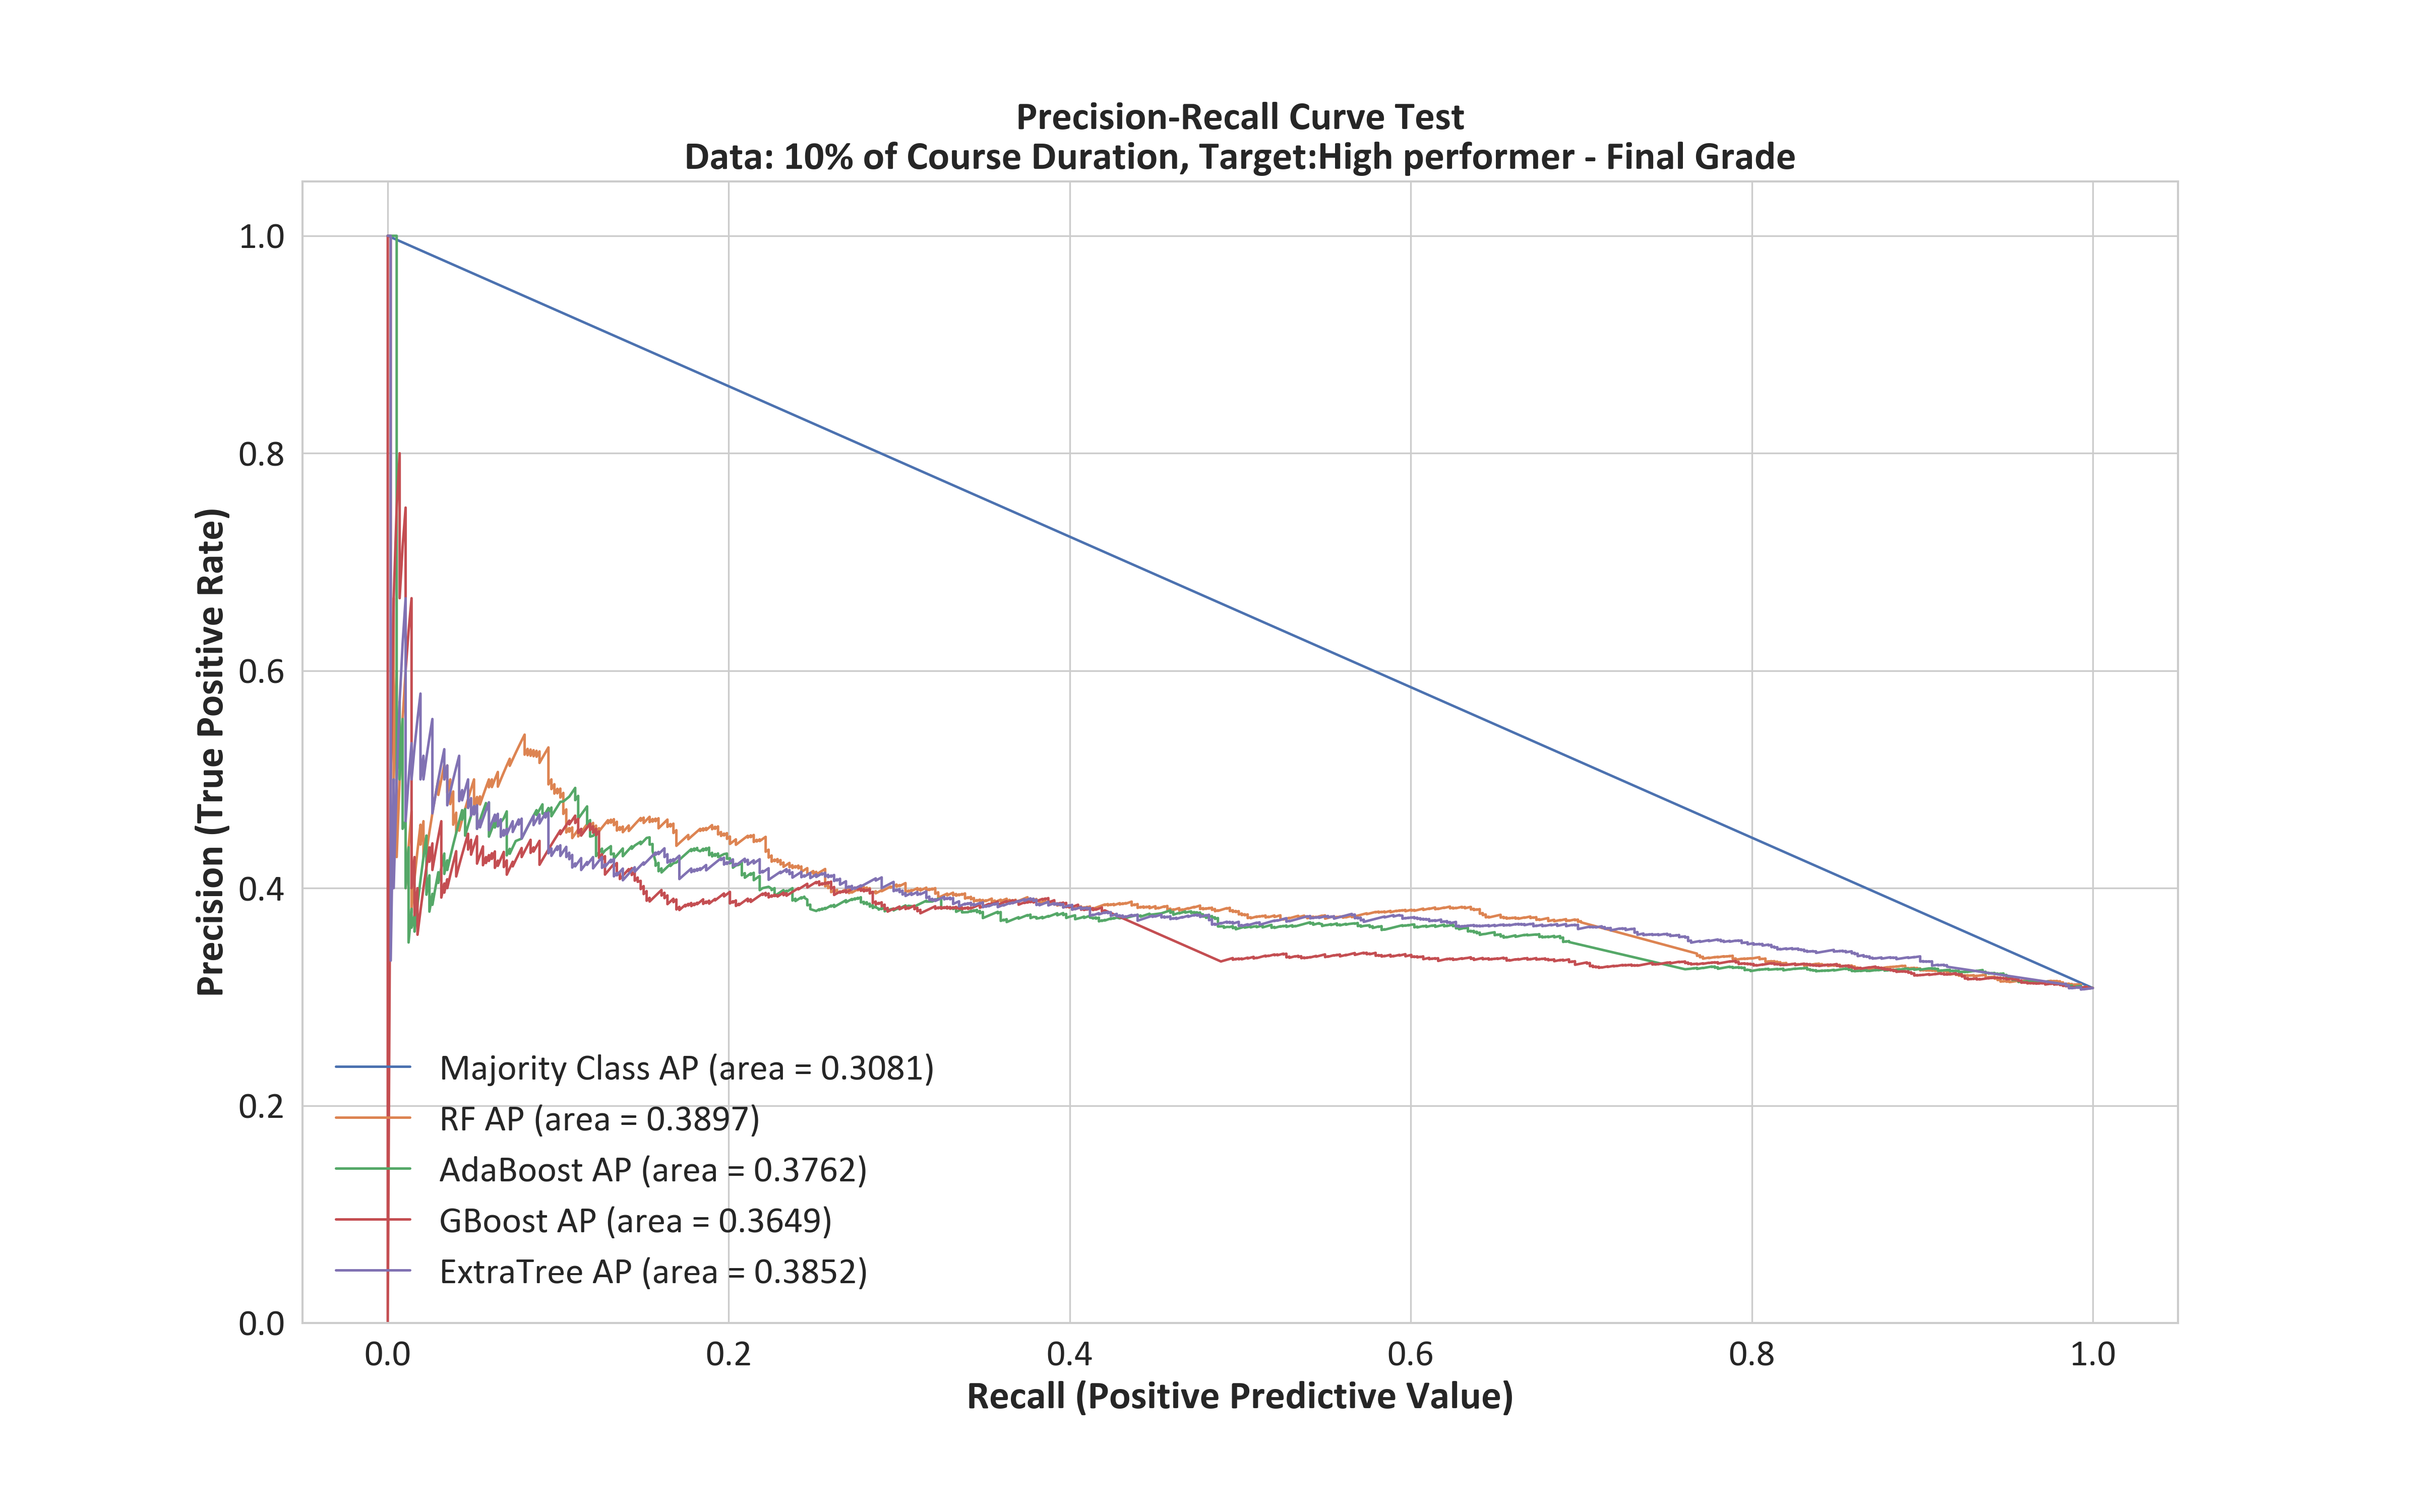 Precision-Recall Curve Test
Data: 10% of Course Duration, Target:High performer - Final Grade
Precision (True Positive Rate)
1.0
0.8
0.6
0.4
0.2
0.0
Majority Class AP (area = 0.3081)
RF AP (area = 0.3897)
AdaBoost AP (area = 0.3762)
GBoost AP (area = 0.3649)
ExtraTree AP (area = 0.3852)
0.0 0.2 0.4 0.6 0.8 1.0
Recall (Positive Predictive Value)